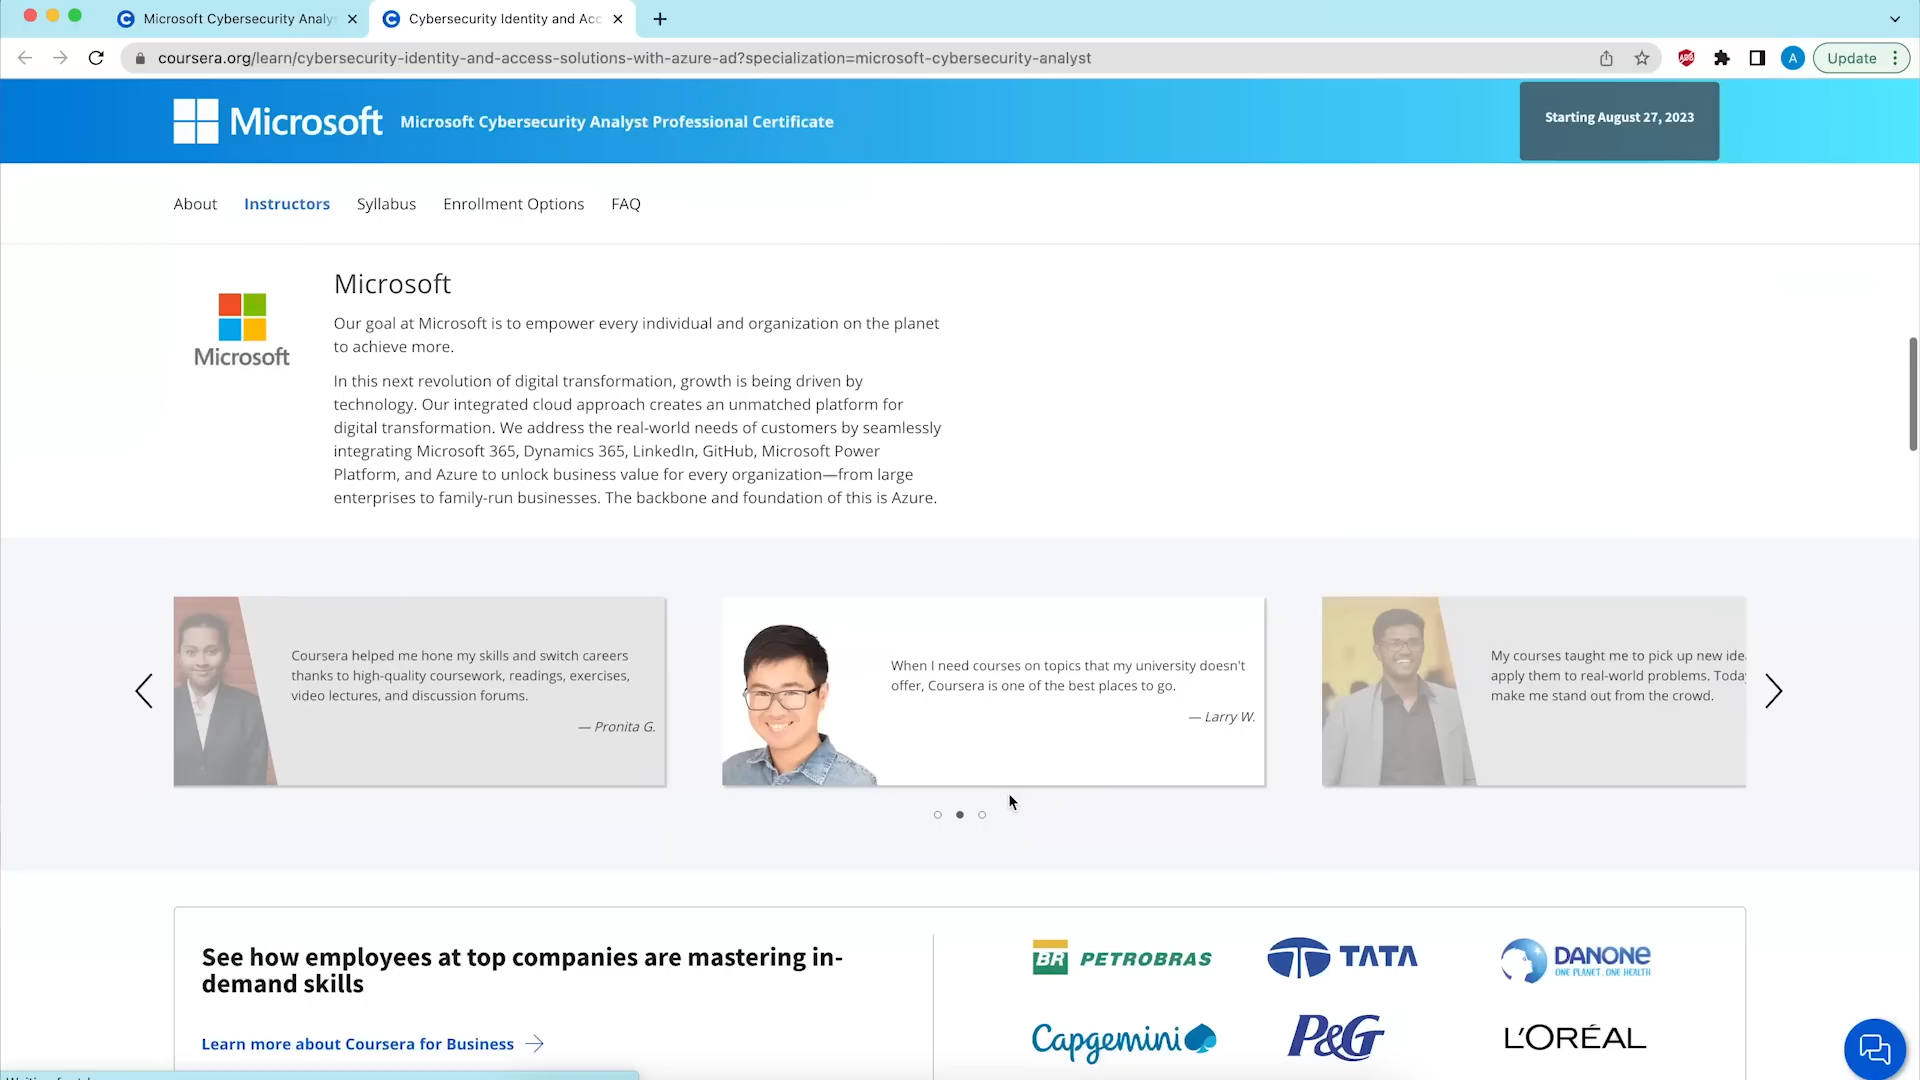 Microsoft Cybersecurity Analy
Cybersecurity Identity and Acc
coursera.org/learn/cybersecurity-identity-and-access-solutions-with-azure-ad?specialization=microsoft-cybersecurity-analyst
A
Update
Microsoft
Microsoft Cybersecurity Analyst Professional Certificate
Starting August 27, 2023
About
Instructors
Syllabus
Enrollment Options
FAQ
Microsoft
Microsoft
Our goal at Microsoft is to empower every individual and organization on the planet
to achieve more.
In this next revolution of digital transformation, growth is being driven by
technology. Our integrated cloud approach creates an unmatched platform for
digital transformation. We address the real-world needs of customers by seamlessly
integrating Microsoft 365, Dynamics 365, LinkedIn, GitHub, Microsoft Power
Platform, and Azure to unlock business value for every organization—from large
enterprises to family-run businesses. The backbone and foundation of this is Azure.
Coursera helped me hone my skills and switch careers
thanks to high-quality coursework, readings, exercises,
video lectures, and discussion forums.
— Pronita G.
When I need courses on topics that my university doesn't
offer, Coursera is one of the best places to go.
— Larry W.
My courses taught me to pick up new ide
apply them to real-world problems. Today
make me stand out from the crowd.
See how employees at top companies are mastering in-
demand skills
Learn more about Coursera for Business
BR PETROBRAS
TATA
DANONE
ONE PLANET. ONE HEALTH
Capgemini
P&G
L'ORÉAL